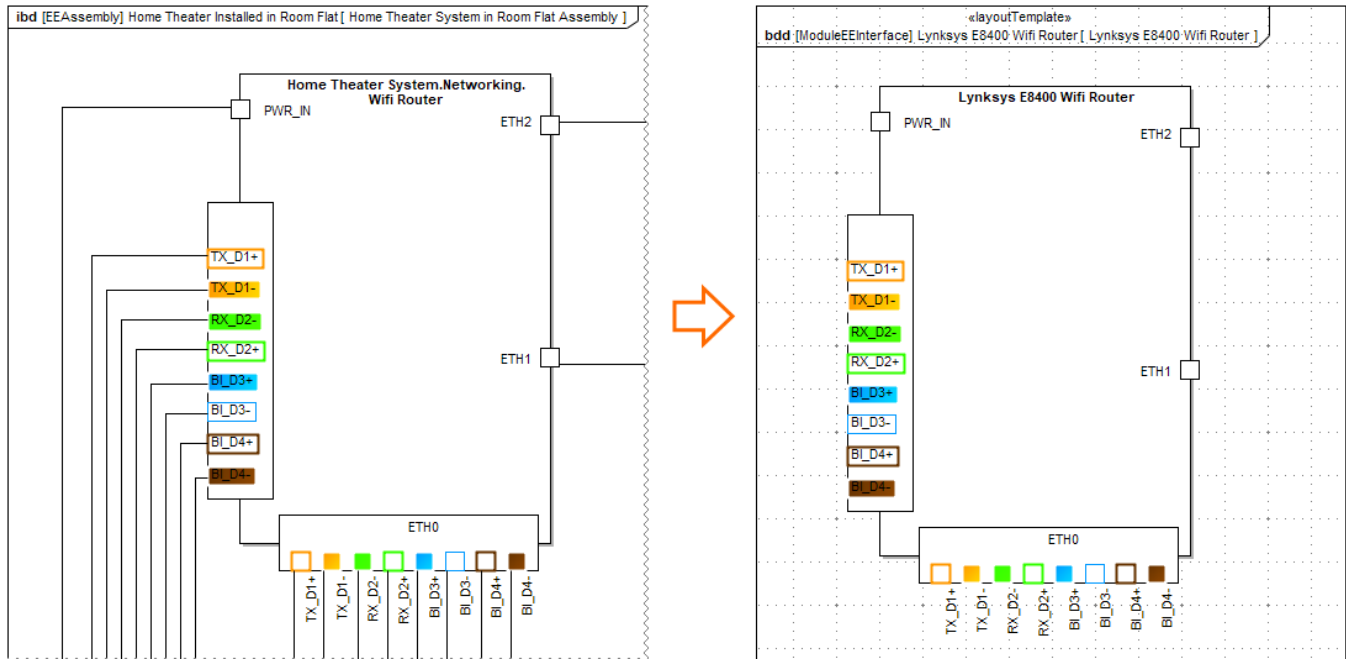 ibd [EEAssembly] Home Theater Installed in Room Flat [ Home Theater System in Room Flat Assembly ]
Home Theater System.Networking.
Wifi Router
PWR_IN
ETH2
TX_D1+
TX_D1-
RX_D2-
RX_D2+
ETH1
BI_D3+
BI_D3-
BI_D4+
BI_D4-
ETH0
TX_D1+
TX_D1-
RX_D2-
RX_D2+
BI_D3+
BI_D3-
BI_D4+
BI_D4-
«layoutTemplate»
bdd [ModuleEEInterface] Lynksys E8400 Wifi Router [ Lynksys E8400 Wifi Router ]
Lynksys E8400 Wifi Router
PWR_IN
ETH2
TX_D1+
TX_D1-
RX_D2-
RX_D2+
ETH1
BI_D3+
BI_D3-
BI_D4+
BI_D4-
ETH0
TX_D1+
TX_D1-
RX_D2-
RX_D2+
BI_D3+
BI_D3-
BI_D4+
BI_D4-